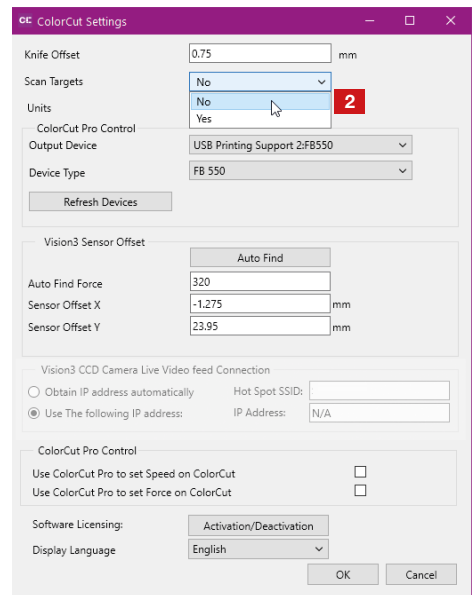 CC ColorCut Settings
Knife Offset 0.75 mm
Scan Targets No
No
Yes
2
Units
ColorCut Pro Control
Output Device USB Printing Support 2:FB550
Device Type FB 550
Refresh Devices
Vision3 Sensor Offset
Auto Find
Auto Find Force 320
Sensor Offset X -1.275 mm
Sensor Offset Y 23.95 mm
Vision3 CCD Camera Live Video feed Connection
Obtain IP address automatically Hot Spot SSID:
Use The following IP address: IP Address: N/A
ColorCut Pro Control
Use ColorCut Pro to set Speed on ColorCut
Use ColorCut Pro to set Force on ColorCut
Software Licensing: Activation/Deactivation
Display Language English
OK Cancel